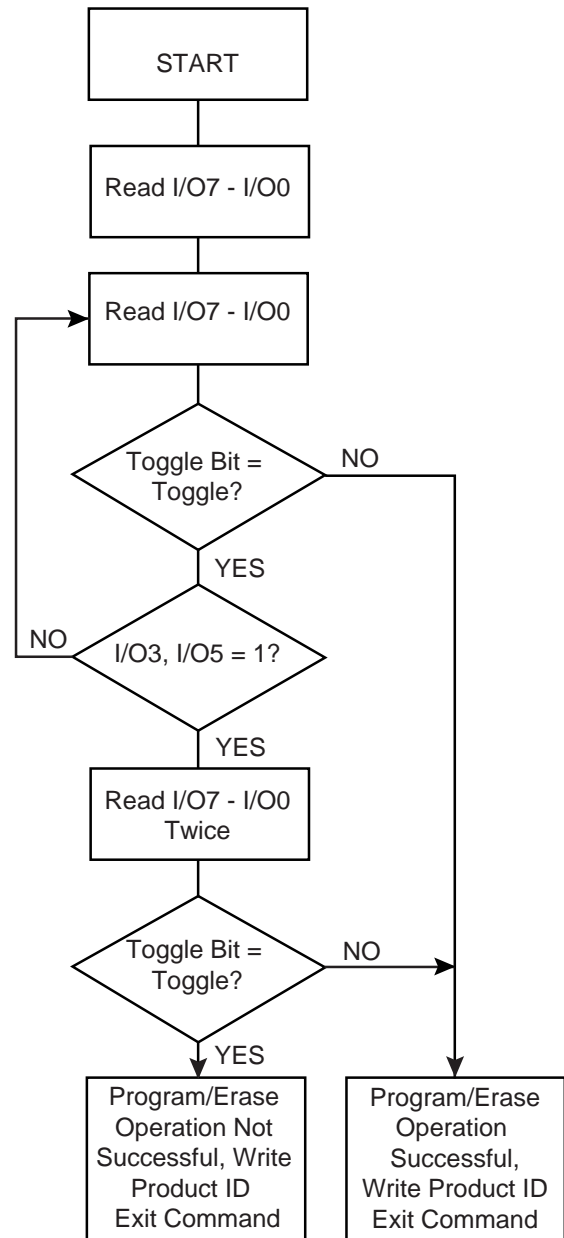 START
Read I/O7 - I/O0
Read I/O7 - I/O0
Toggle Bit =
Toggle?
NO
YES
NO
I/O3, I/O5 = 1?
YES
Read I/O7 - I/O0
Twice
Toggle Bit =
Toggle?
NO
YES
Program/Erase
Operation Not
Successful, Write
Product ID
Exit Command
Program/Erase
Operation
Successful,
Write Product ID
Exit Command